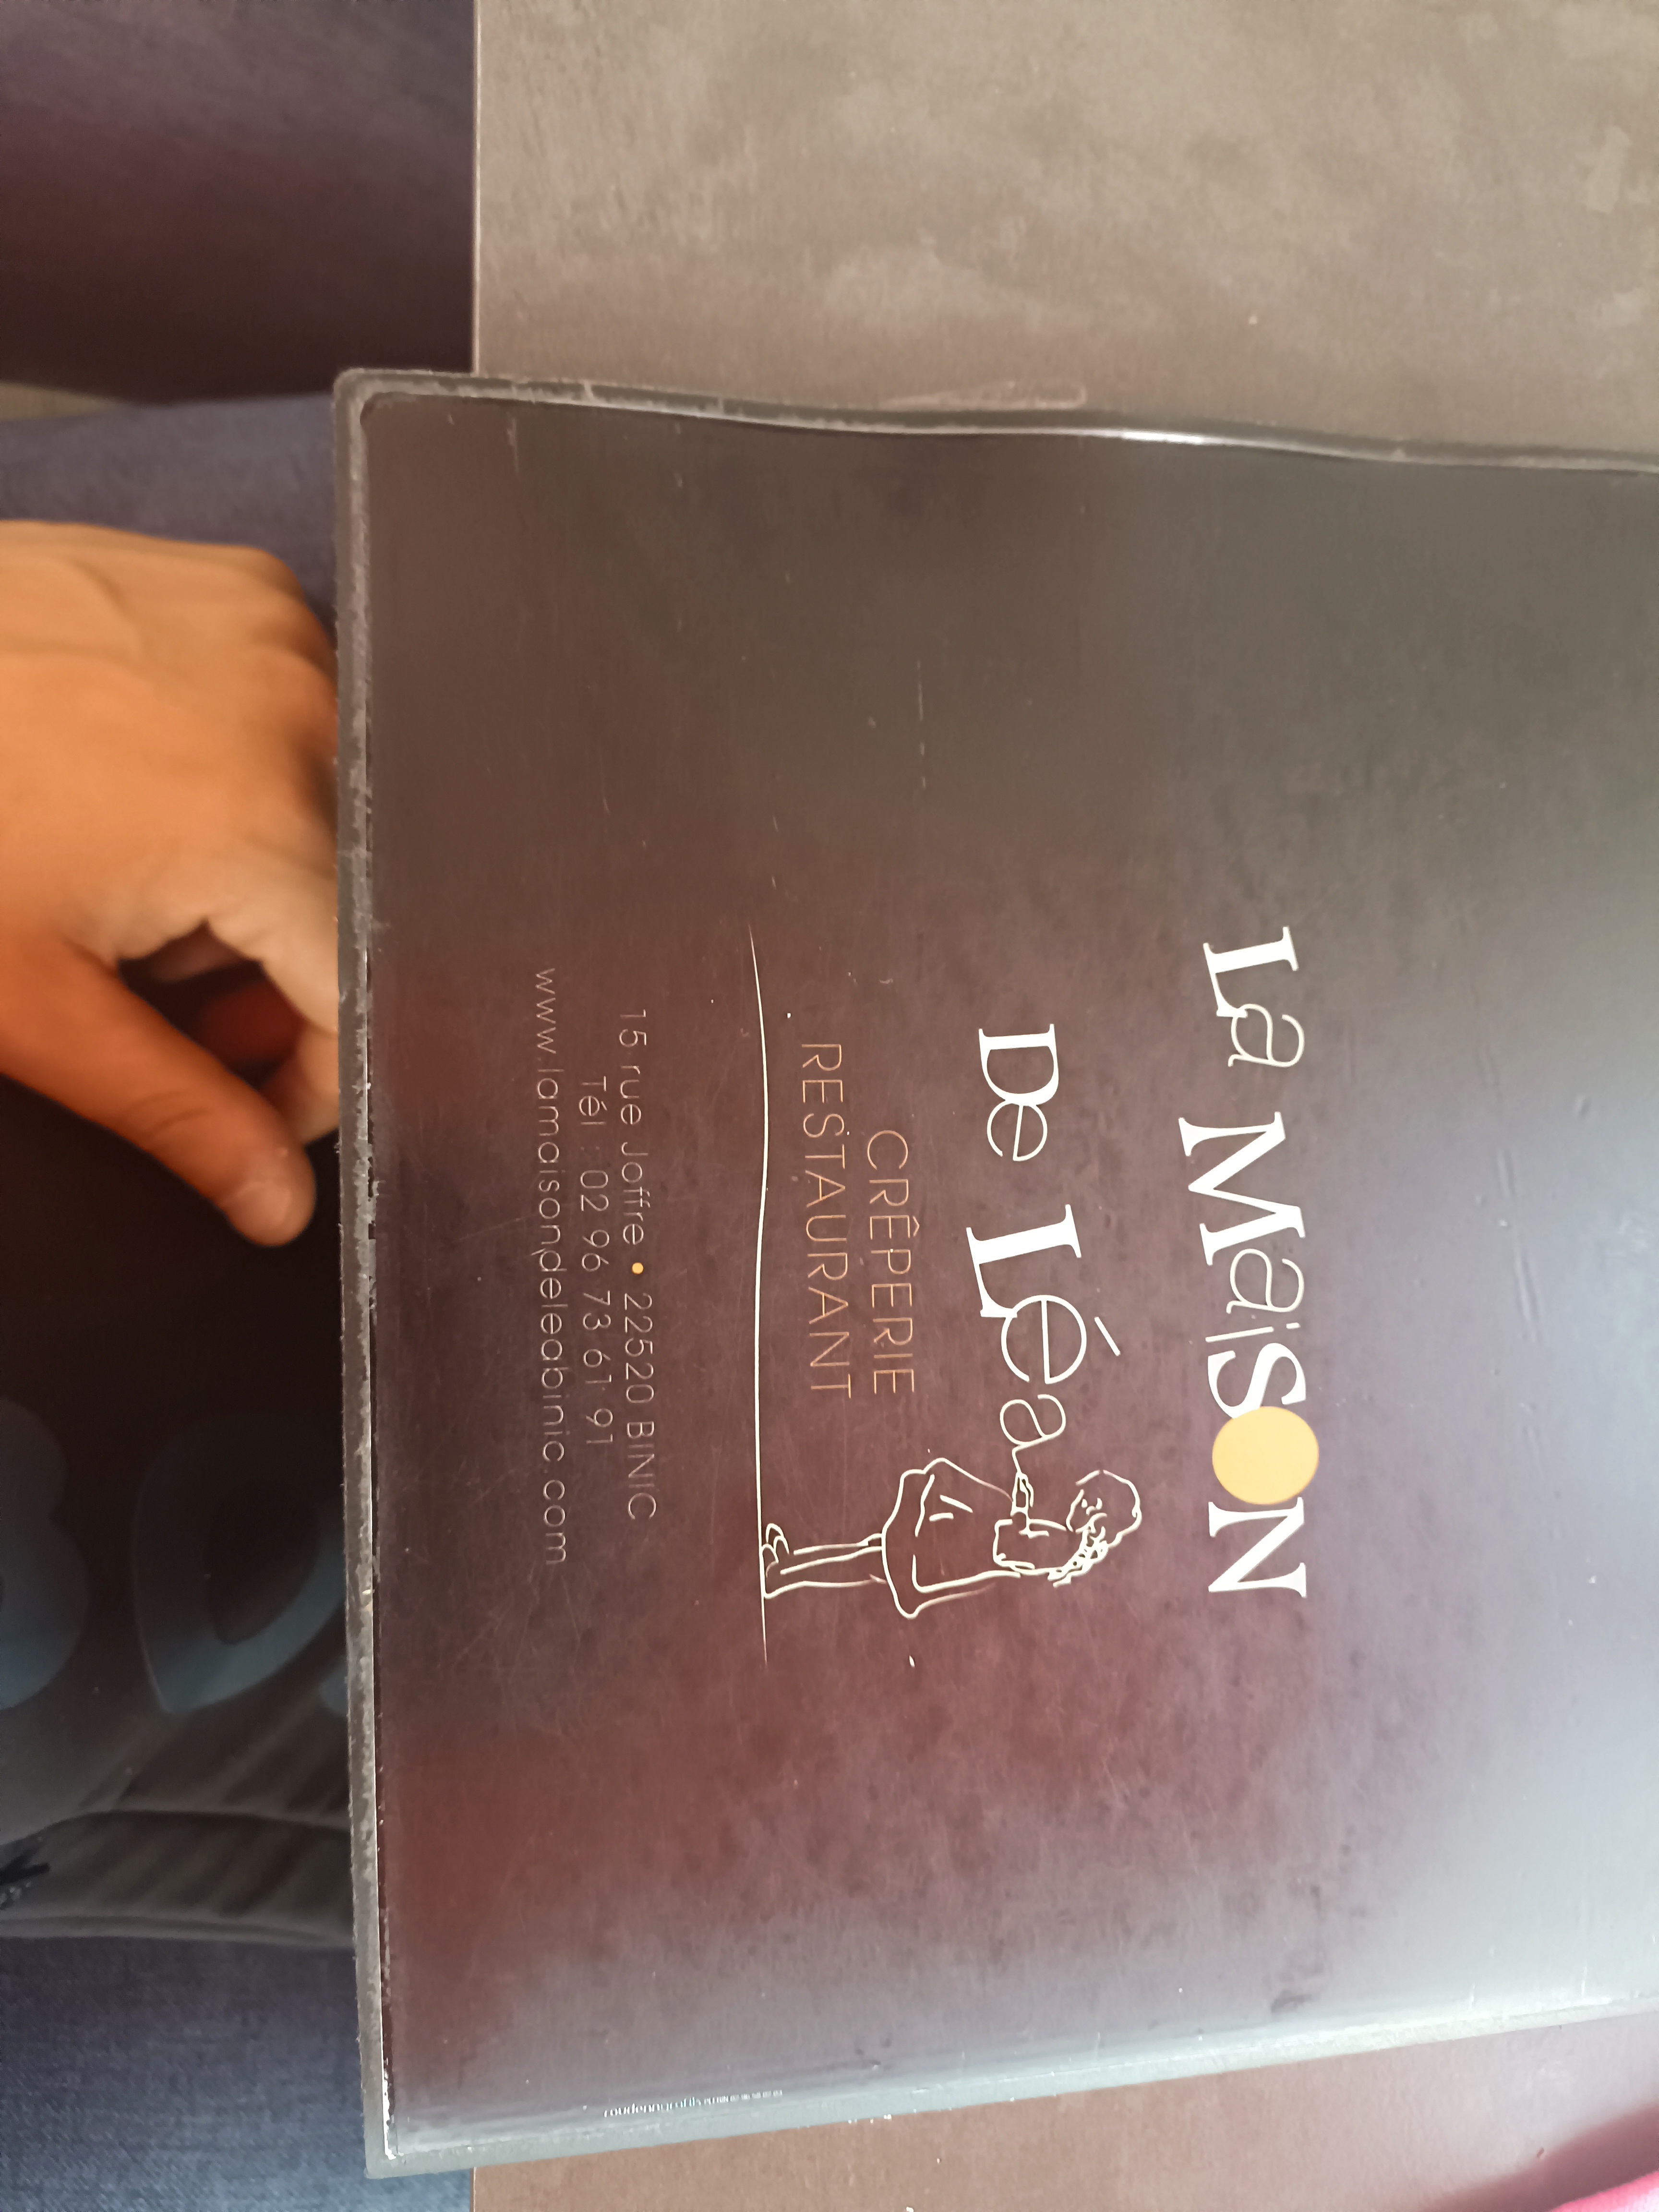 La Maison
De Léa
CRÊPERIE
RESTAURANT
15 rue Joffre • 22520 BINIC
Tél : 02 96 73 61 91
www.lamaisondeleabinic.com